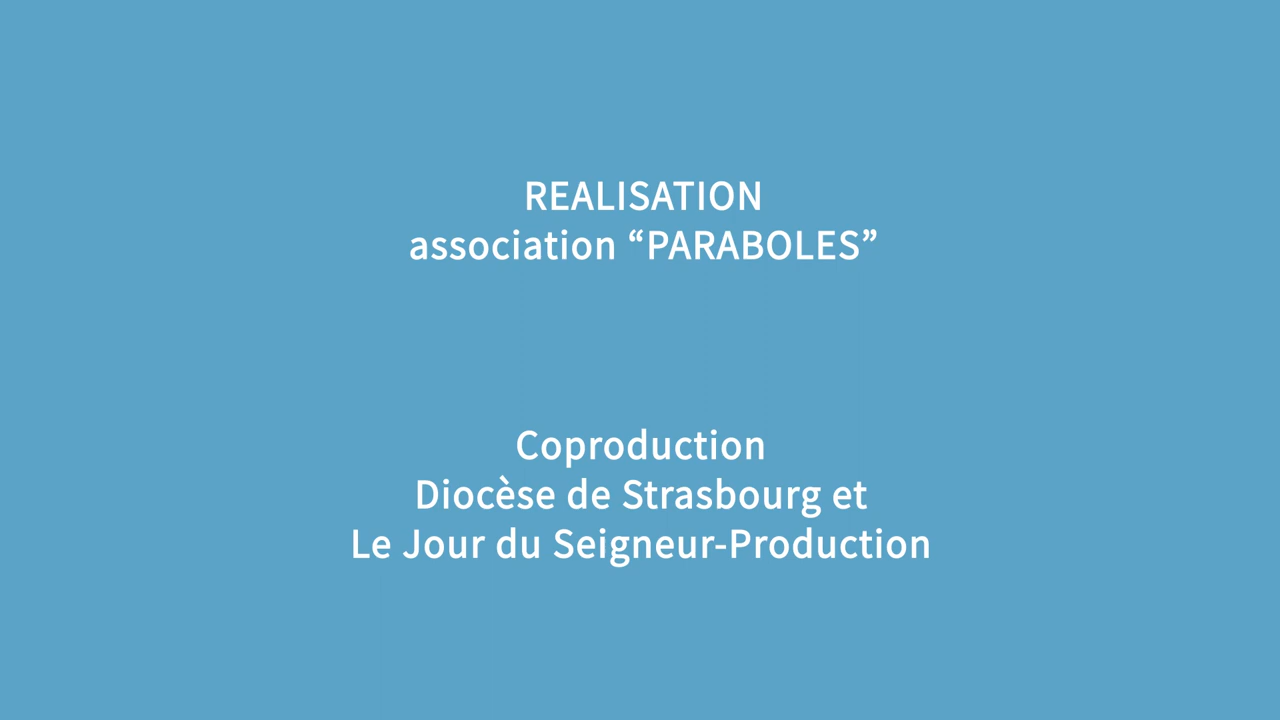 REALISATION
association “PARABOLES”
Coproduction
Diocèse de Strasbourg et
Le Jour du Seigneur-Production